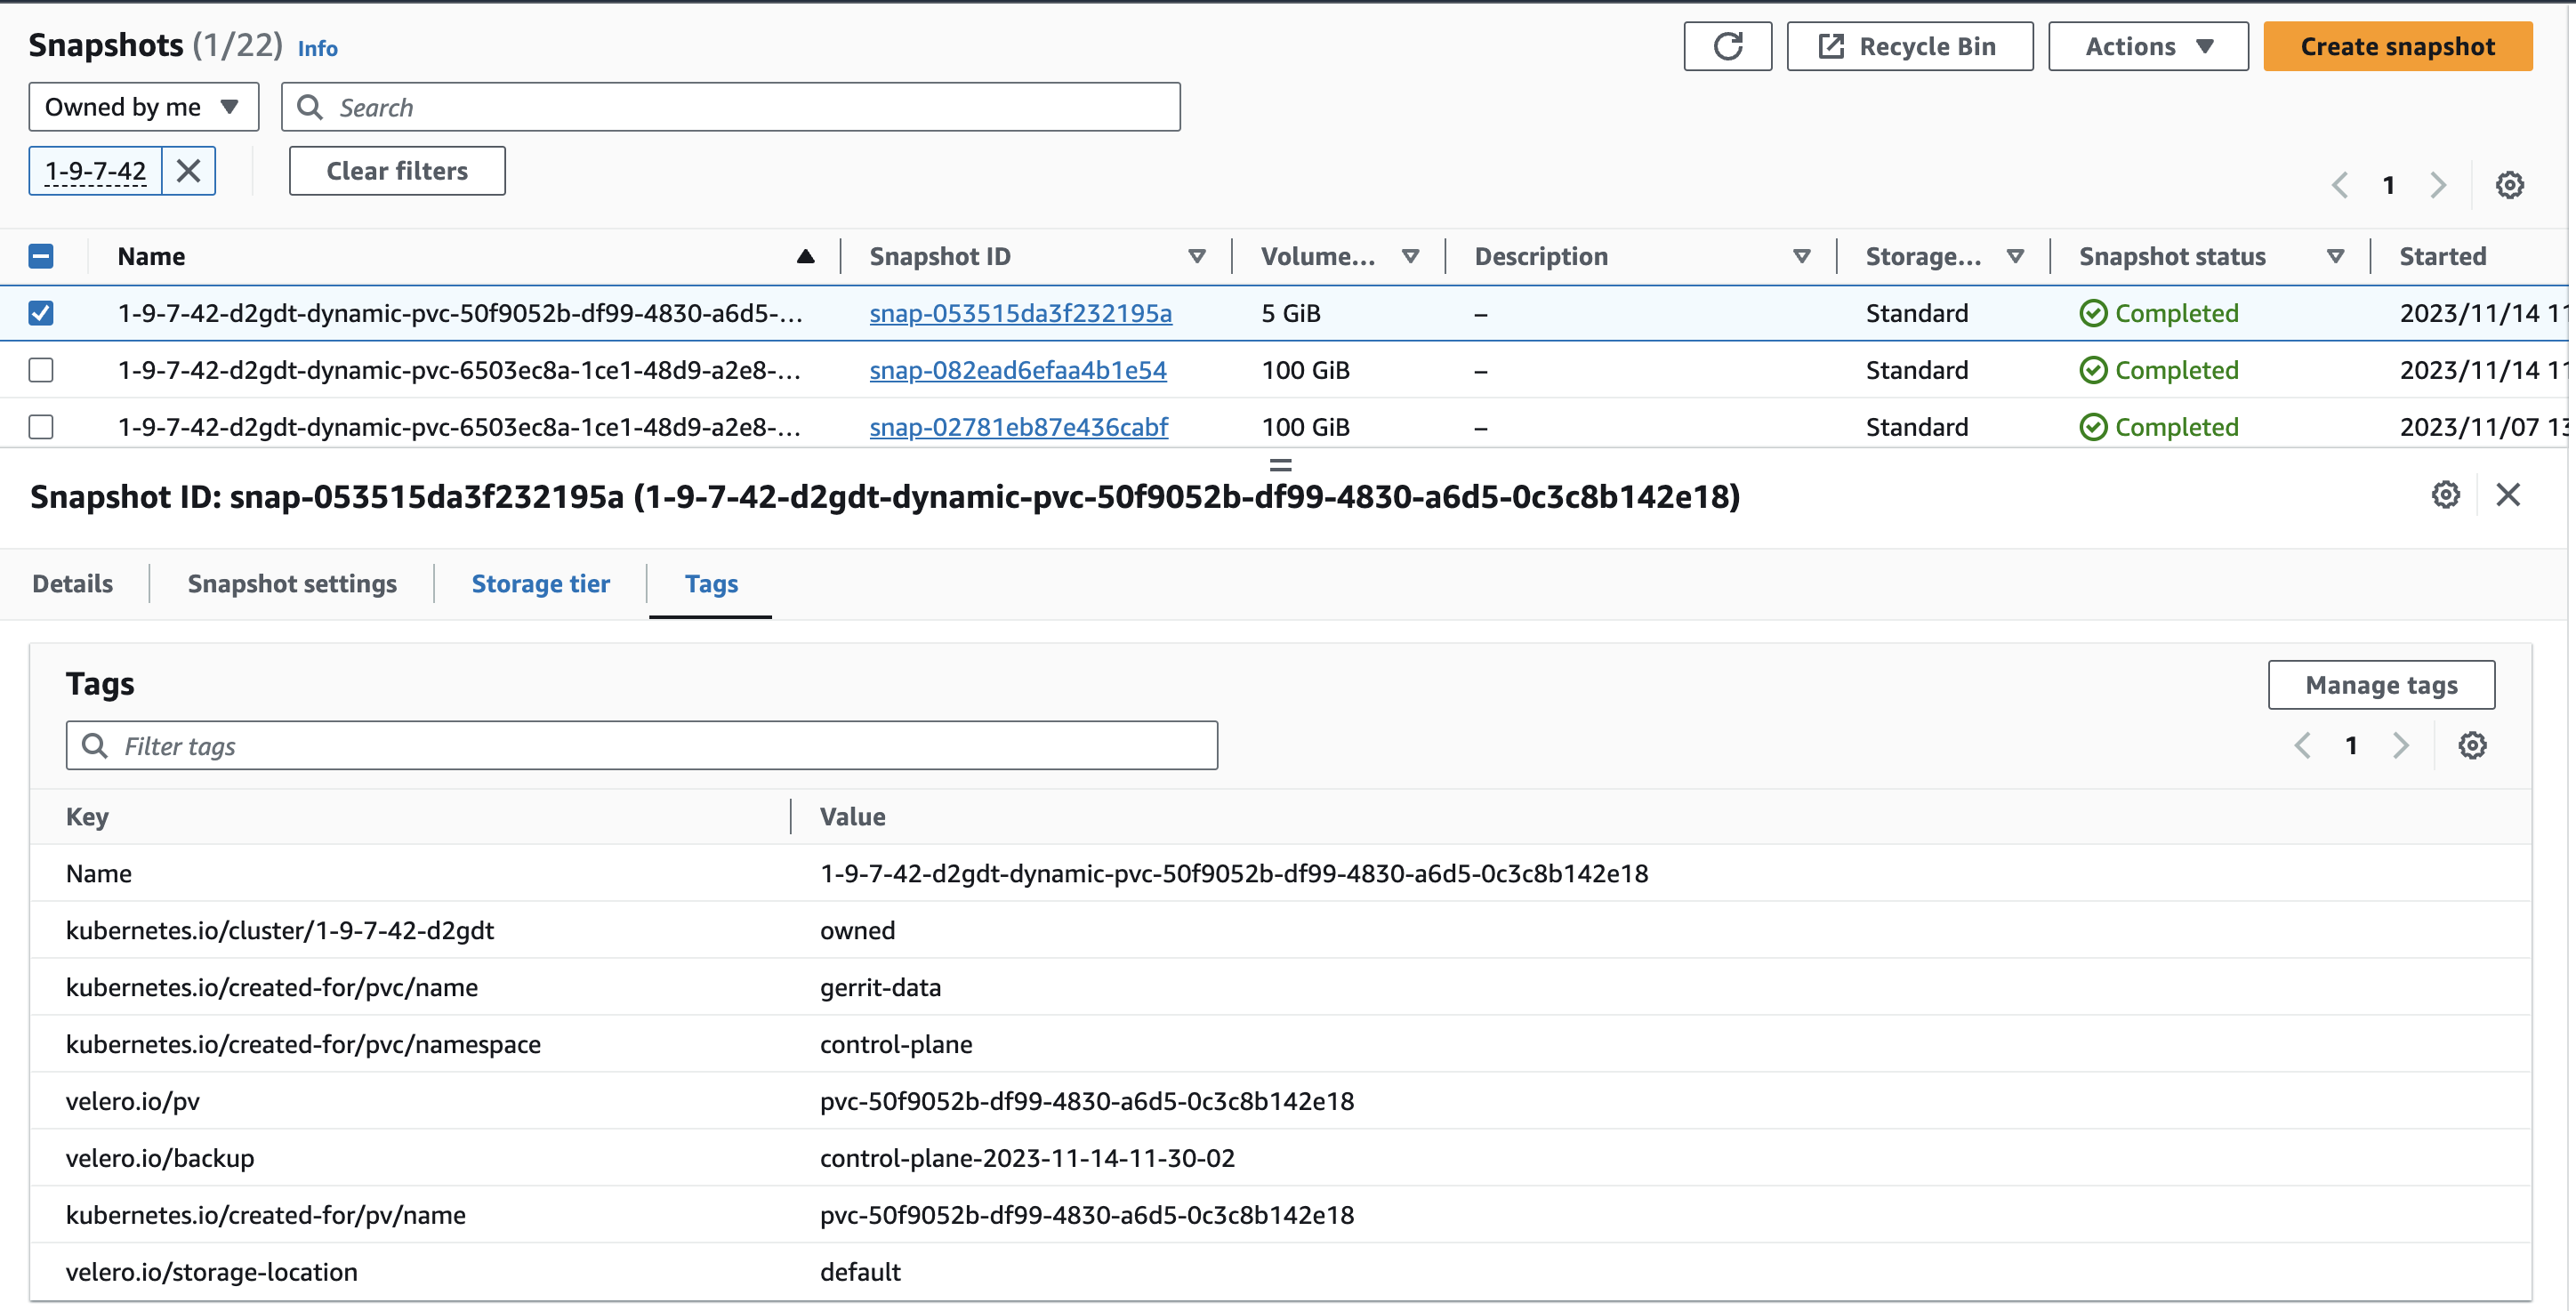 Snapshots (1/22) Info
Recycle Bin
Actions
Create snapshot
Owned by me
Search
1-9-7-42
Clear filters
1
Name Snapshot ID Volume... Description Storage... Snapshot status Started
1-9-7-42-d2gdt-dynamic-pvc-50f9052b-df99-4830-a6d5-... snap-053515da3f232195a 5 GiB – Standard Completed 2023/11/14 11
1-9-7-42-d2gdt-dynamic-pvc-6503ec8a-1ce1-48d9-a2e8-... snap-082ead6efaa4b1e54 100 GiB – Standard Completed 2023/11/14 11
1-9-7-42-d2gdt-dynamic-pvc-6503ec8a-1ce1-48d9-a2e8-... snap-02781eb87e436cabf 100 GiB – Standard Completed 2023/11/07 13
Snapshot ID: snap-053515da3f232195a (1-9-7-42-d2gdt-dynamic-pvc-50f9052b-df99-4830-a6d5-0c3c8b142e18)
Details Snapshot settings Storage tier Tags
Tags
Manage tags
Filter tags
1
Key Value
Name 1-9-7-42-d2gdt-dynamic-pvc-50f9052b-df99-4830-a6d5-0c3c8b142e18
kubernetes.io/cluster/1-9-7-42-d2gdt owned
kubernetes.io/created-for/pvc/name gerrit-data
kubernetes.io/created-for/pvc/namespace control-plane
velero.io/pv pvc-50f9052b-df99-4830-a6d5-0c3c8b142e18
velero.io/backup control-plane-2023-11-14-11-30-02
kubernetes.io/created-for/pv/name pvc-50f9052b-df99-4830-a6d5-0c3c8b142e18
velero.io/storage-location default